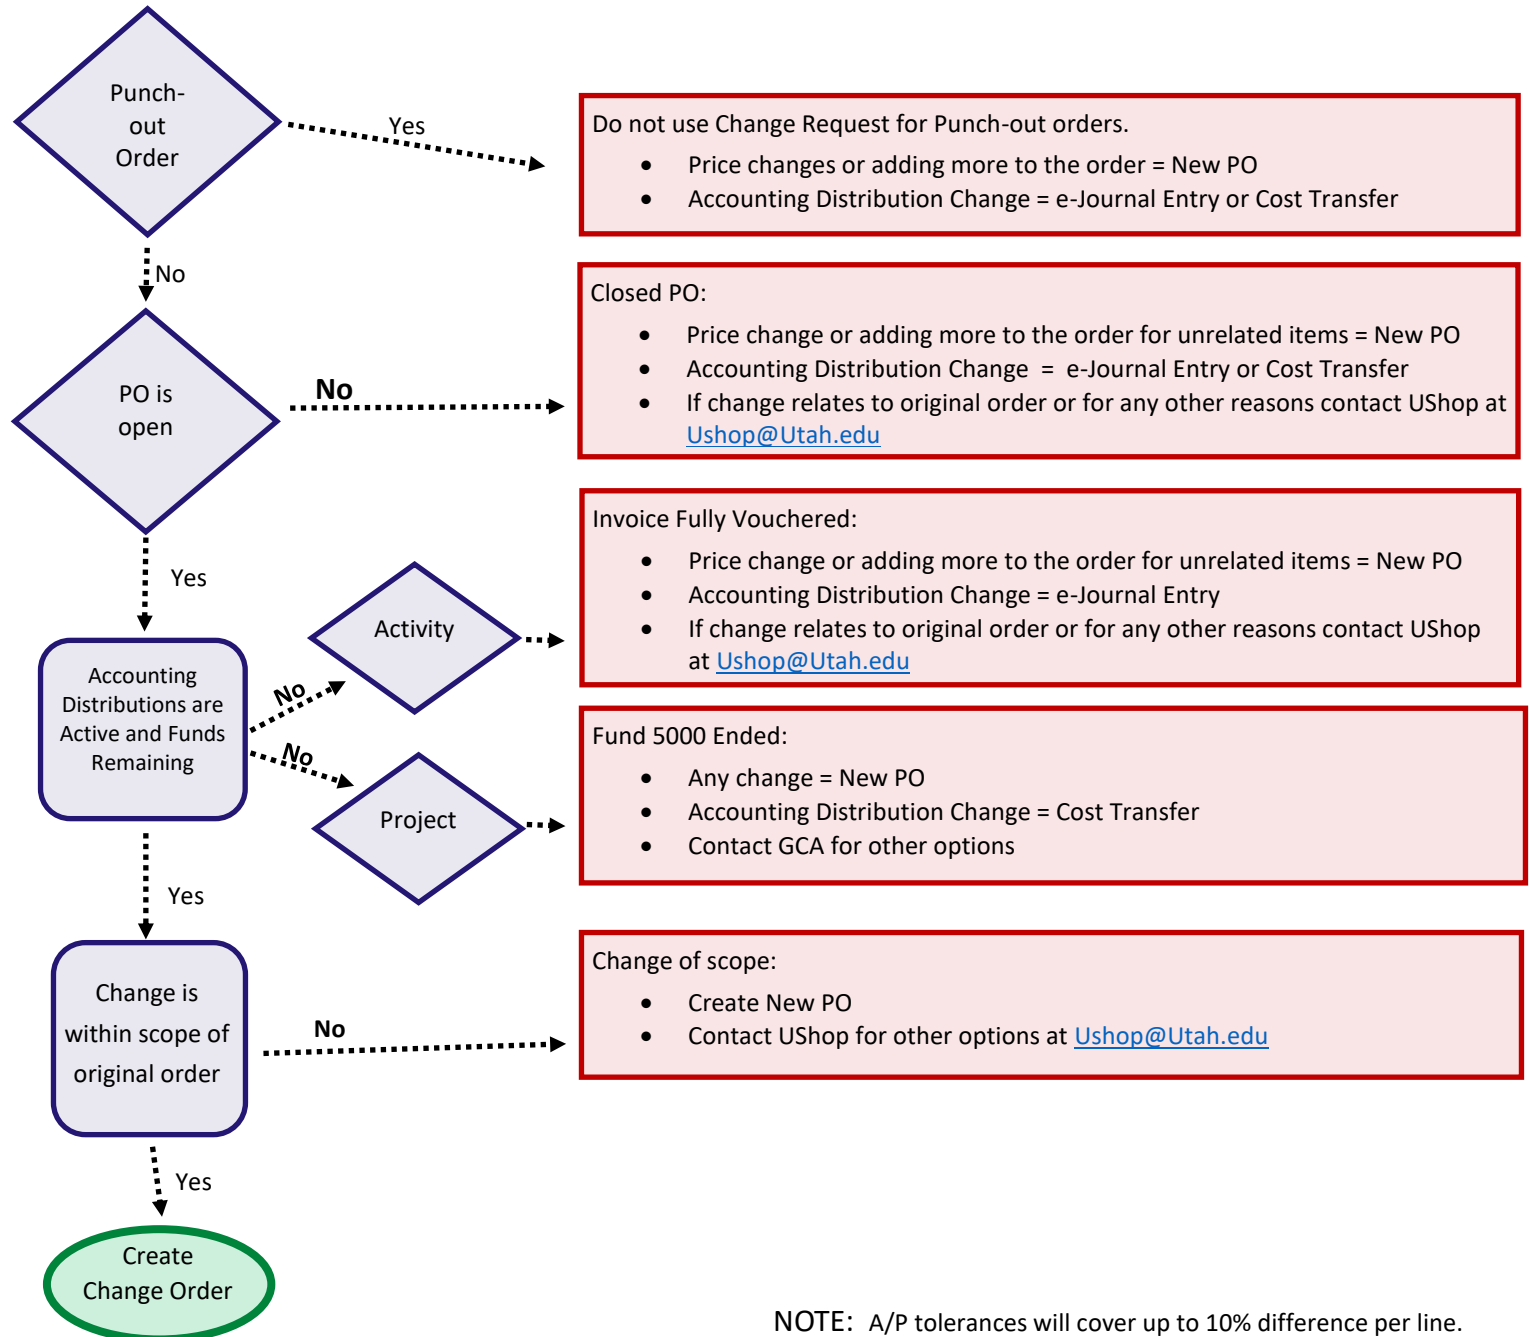 Punch-
out
Order
Yes
Do not use Change Request for Punch-out orders.
• Price changes or adding more to the order = New PO
• Accounting Distribution Change = e-Journal Entry or Cost Transfer
No
PO is
open
No
Closed PO:
• Price change or adding more to the order for unrelated items = New PO
• Accounting Distribution Change = e-Journal Entry or Cost Transfer
• If change relates to original order or for any other reasons contact UShop at
Ushop@Utah.edu
Yes
Accounting
Distributions are
Active and Funds
Remaining
No
Activity
Invoice Fully Vouchered:
• Price change or adding more to the order for unrelated items = New PO
• Accounting Distribution Change = e-Journal Entry
• If change relates to original order or for any other reasons contact UShop
at Ushop@Utah.edu
No
Project
Fund 5000 Ended:
• Any change = New PO
• Accounting Distribution Change = Cost Transfer
• Contact GCA for other options
Yes
Change is
within scope of
original order
No
Change of scope:
• Create New PO
• Contact UShop for other options at Ushop@Utah.edu
Yes
Create
Change Order
NOTE: A/P tolerances will cover up to 10% difference per line.